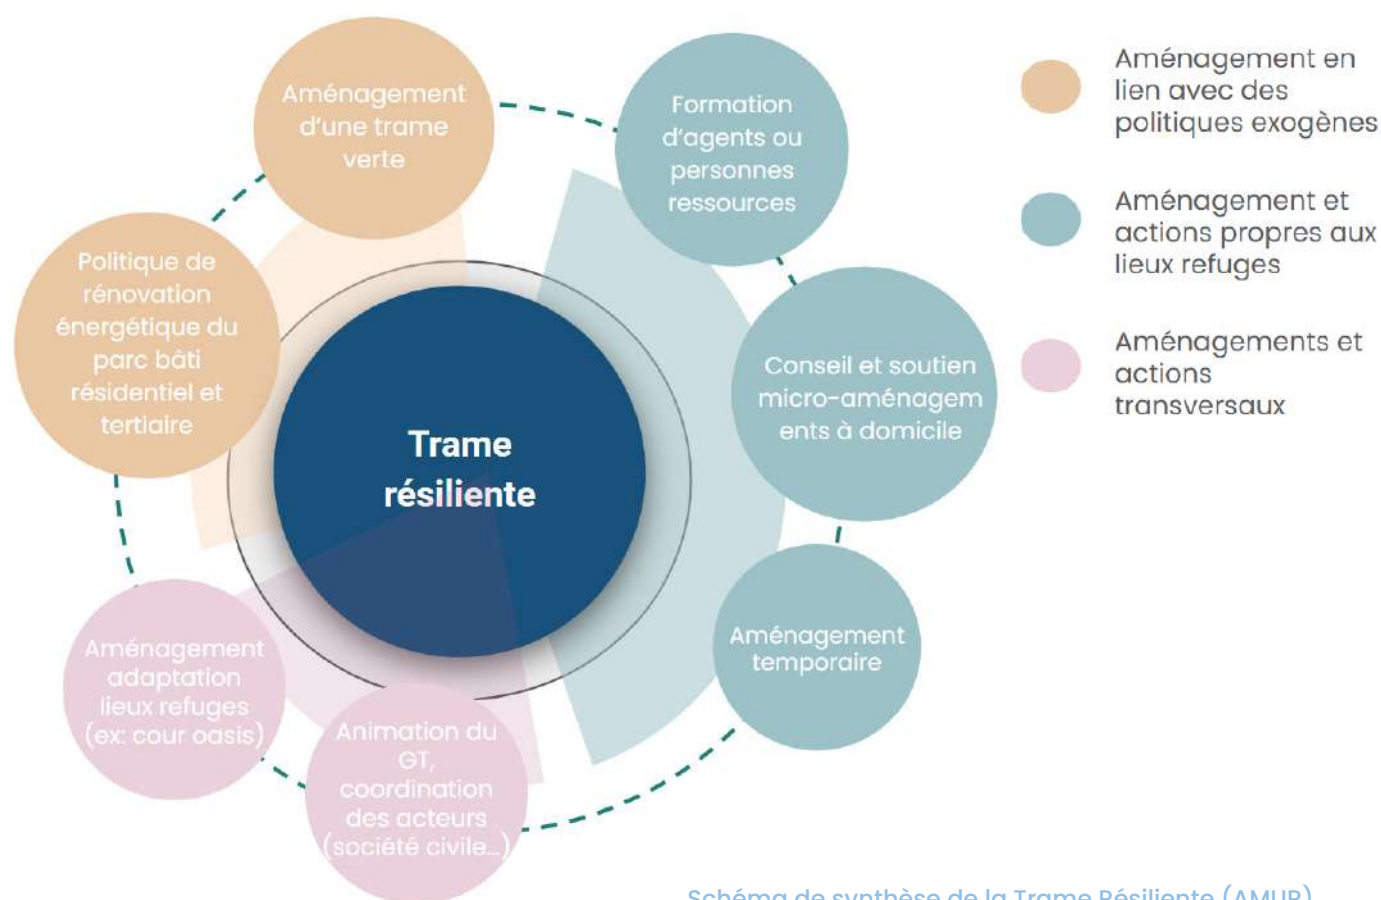 Aménagement
d'une trame
verte
Formation
d'agents ou
personnes
ressources
Politique de
rénovation
énergétique du
parc bâti
résidentiel et
tertiaire
Conseil et soutien
micro-aménagem
ents à domicile
Trame
résiliente
Aménagement
temporaire
Aménagement
adaptation
lieux refuges
(ex: cour oasis)
Animation du
GT,
coordination
des acteurs
(société civile...)
Aménagement en
lien avec des
politiques exogènes
Aménagement et
actions propres aux
lieux refuges
Aménagements et
actions
transversaux
Schéma de synthèse de la Trame Résiliente (AMUR)